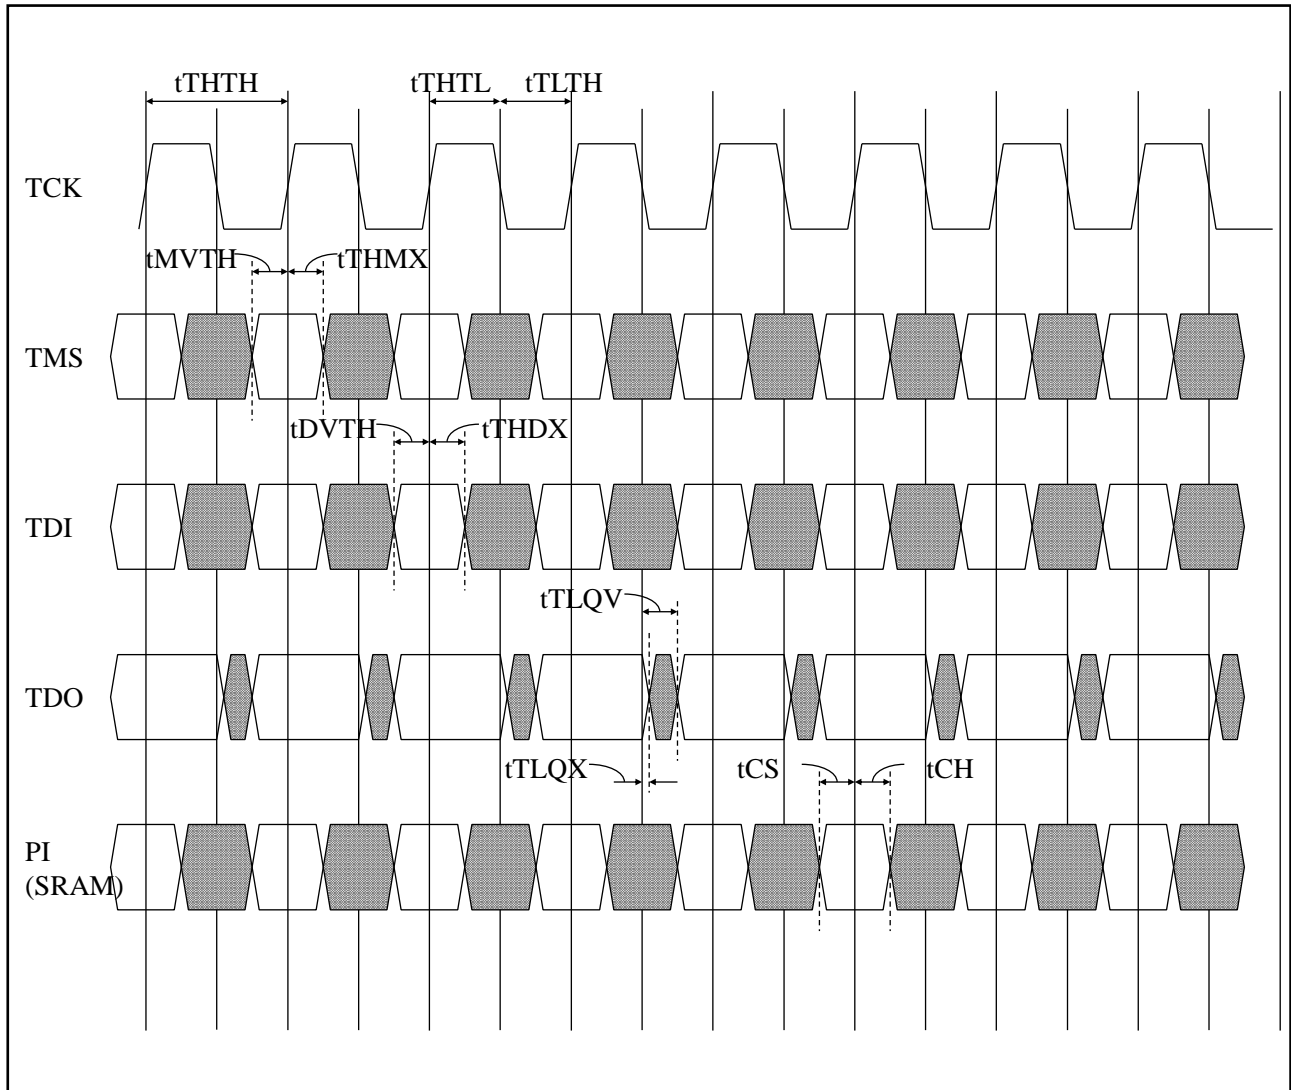 tTHTH tTHTL tTLTH
TCK
tMVTH tTHMX
TMS
tDVTH tTHDX
TDI
tTLQV
TDO
tTLQX tCS tCH
PI
(SRAM)